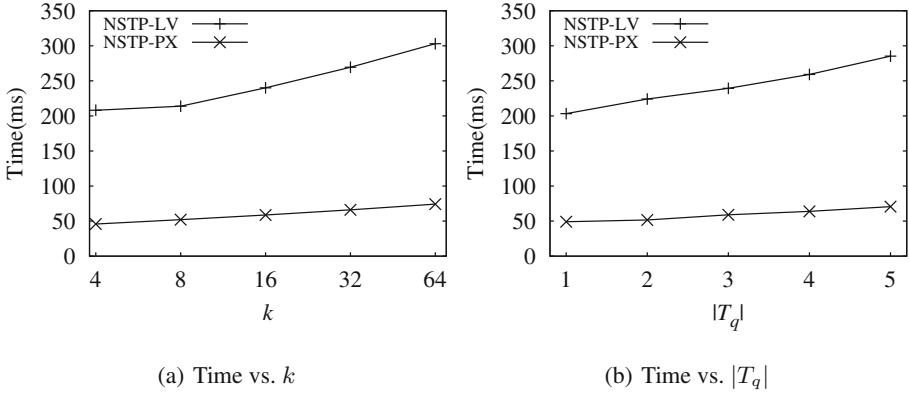 350
300
250
200
150
100
50
0
Time(ms)
NSTP-LV
NSTP-PX
4 8 16 32 64
k
(a) Time vs. k
350
300
250
200
150
100
50
0
Time(ms)
NSTP-LV
NSTP-PX
1 2 3 4 5
|T_q|
(b) Time vs. |T_q|